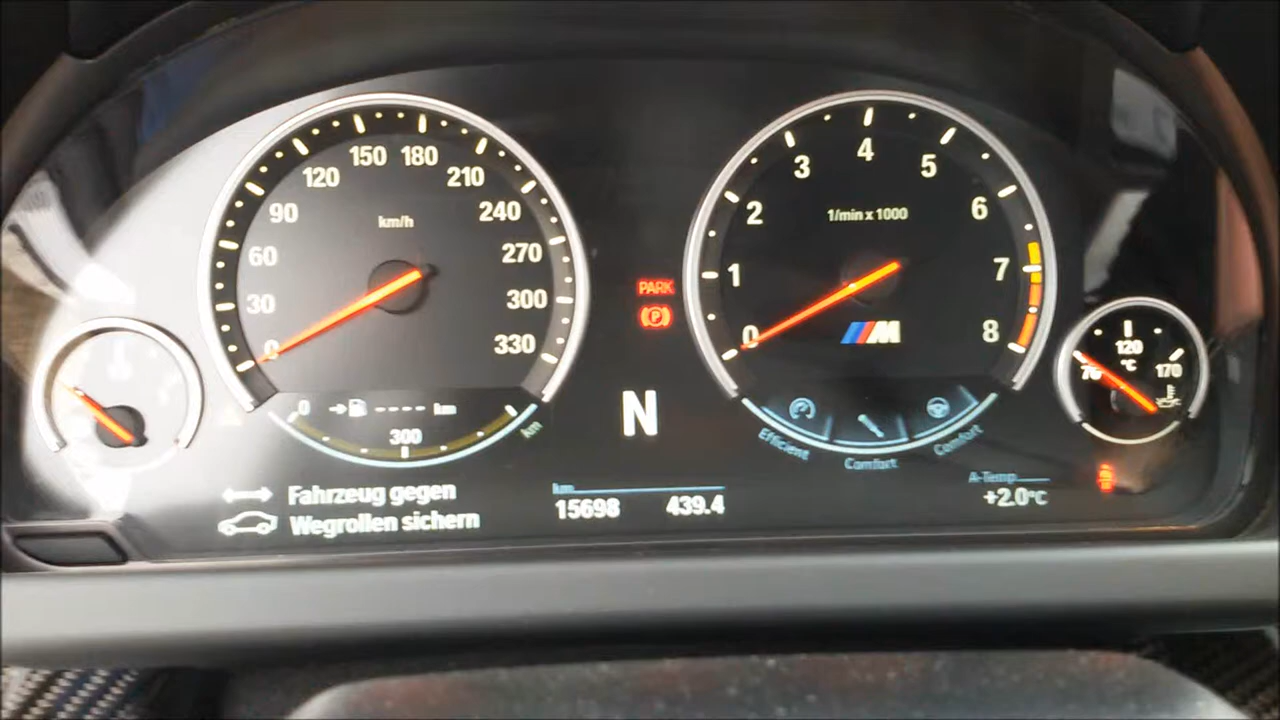 150 180
120 210
90 km/h 240
60 270
30 300
0 330
0 ---- km
300
km
PARK
P
N
4
3 5
2 1/min x 1000 6
1 7
0 M 8
Efficient Comfort Comfort
120
°C
70 170
Fahrzeug gegen
Wegrollen sichern
km
15698 439.4
A-Temp.
+2.0°C